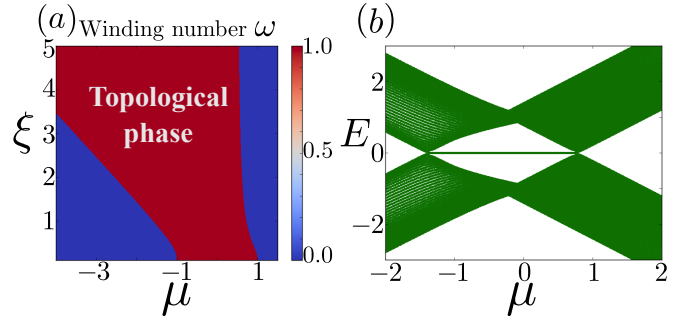 (a) Winding number ω
(b)
5
4
3
2
1
ξ
Topological
phase
−3
−1
1
μ
1.0
0.5
0.0
E
2
0
−2
−2
−1
0
1
2
μ